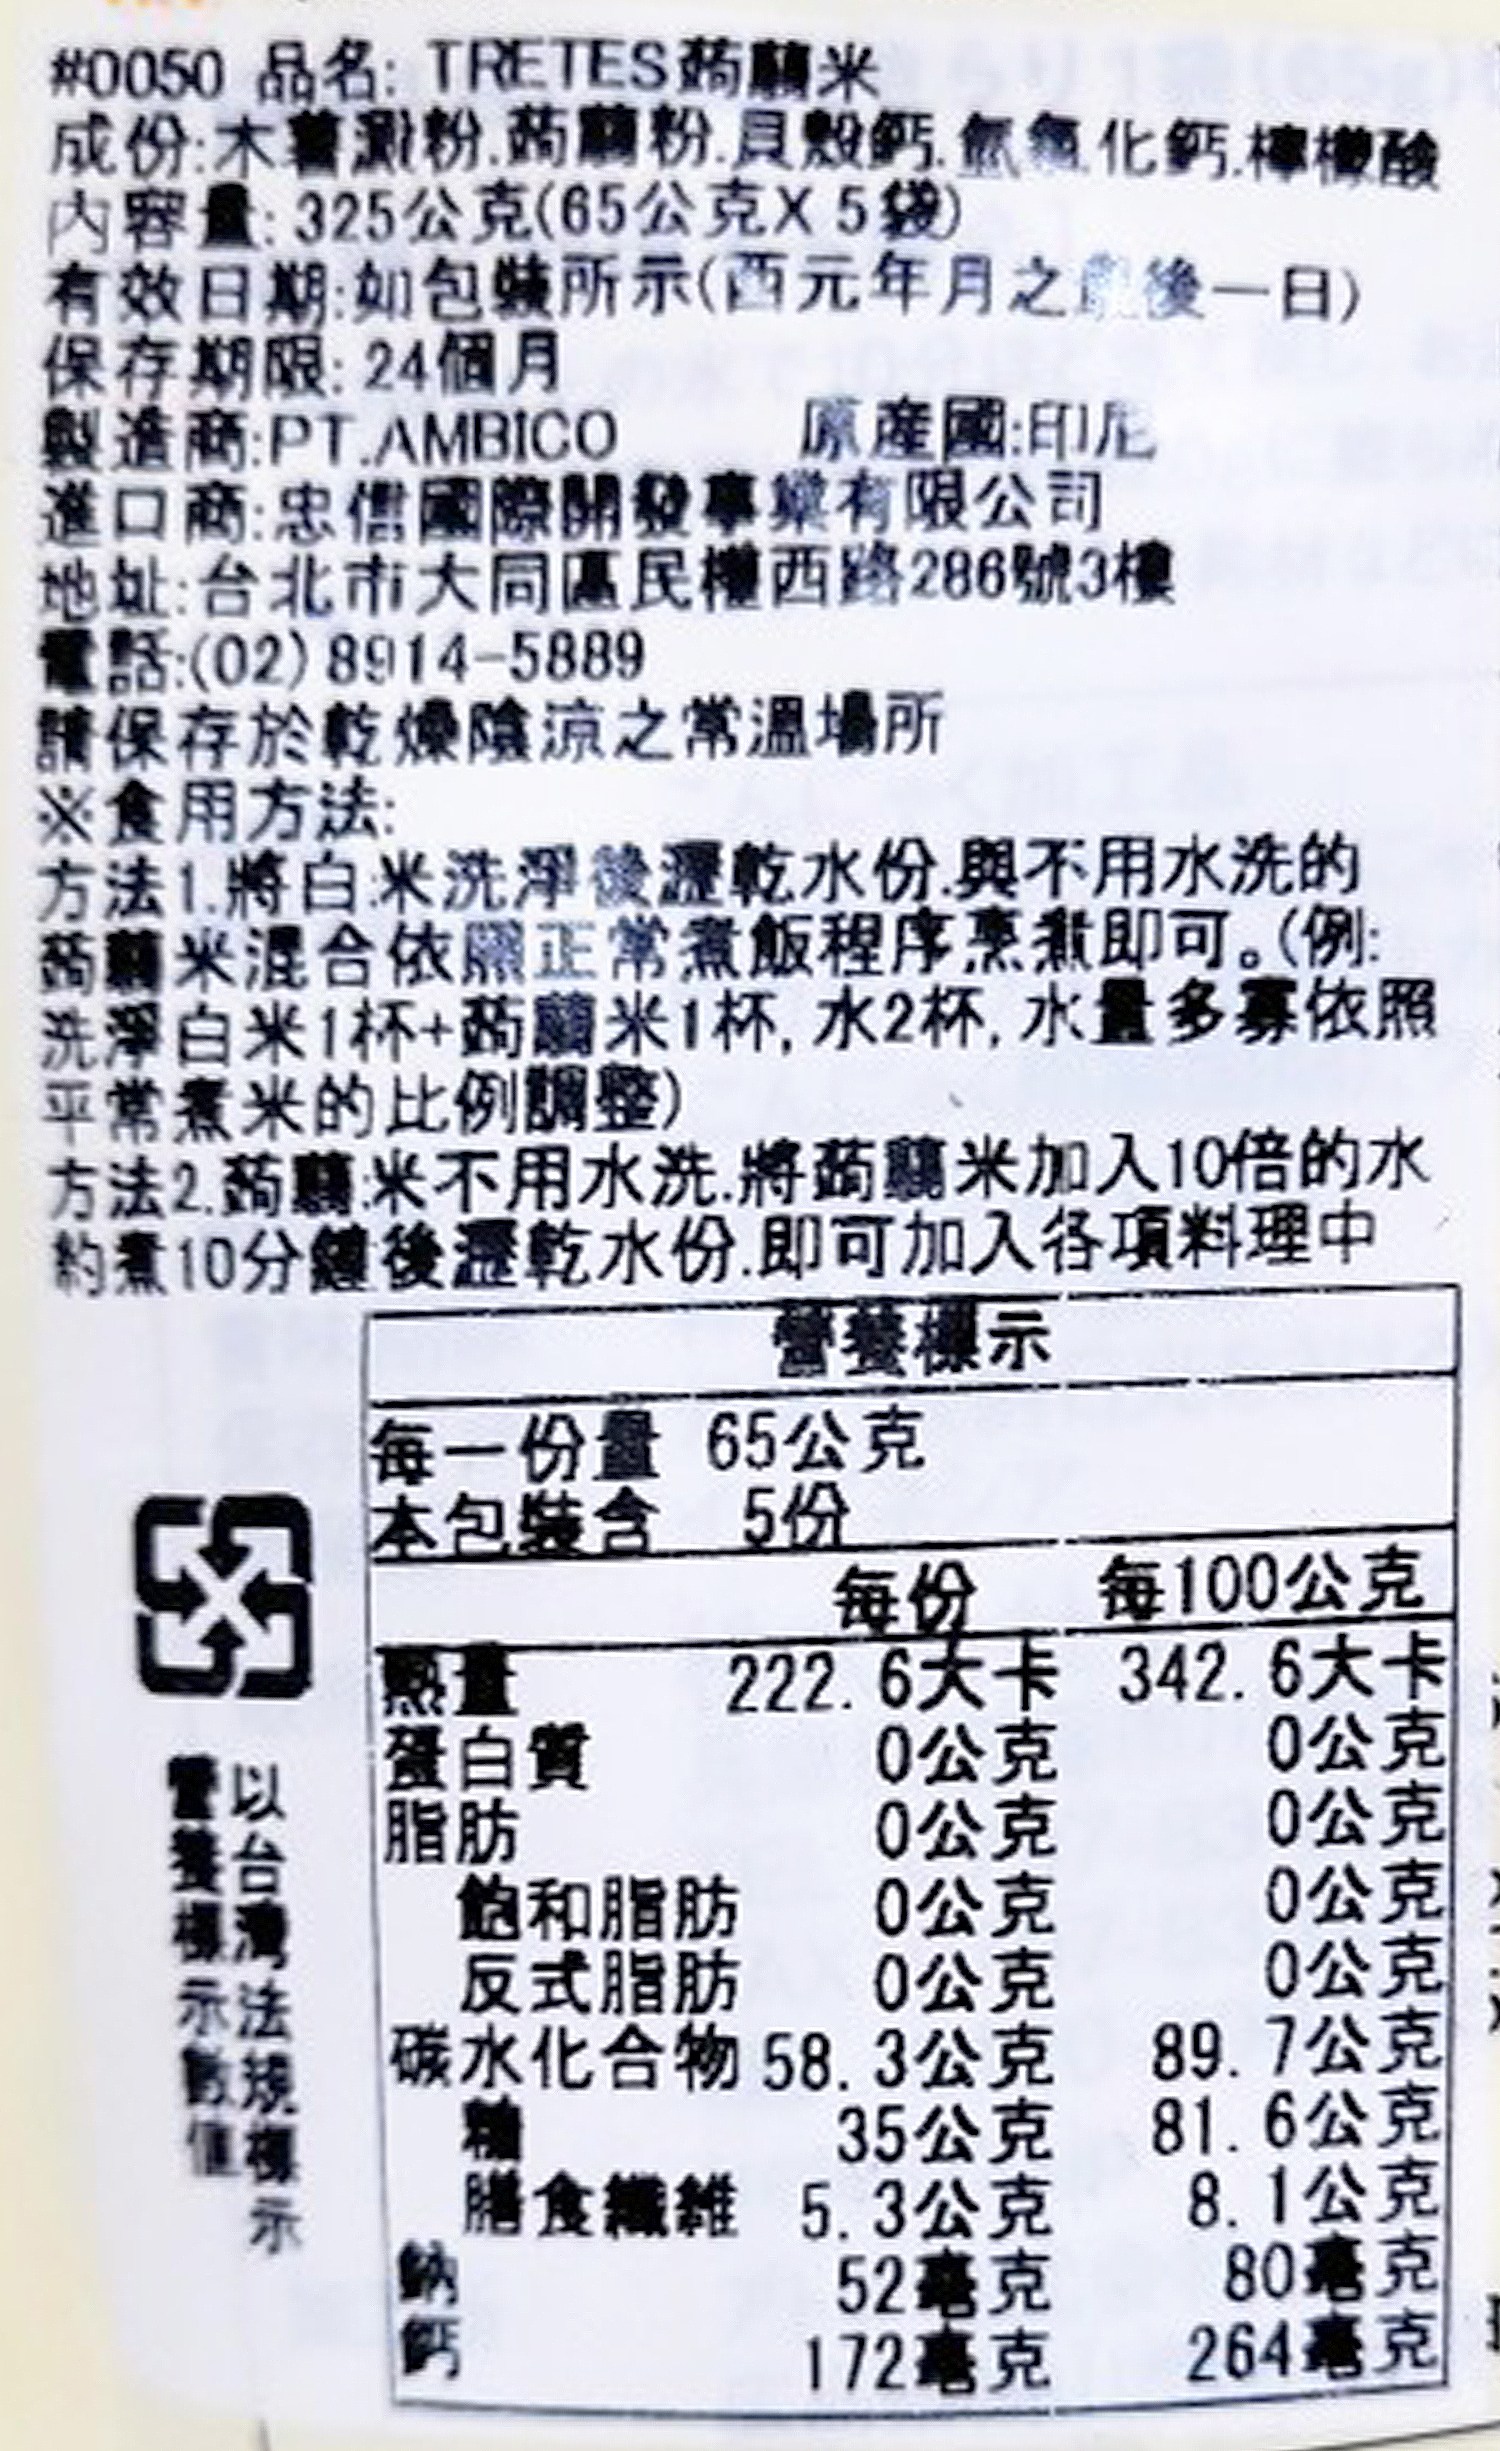 #0050 品名: TRETES蒟蒻米
成份:木薯澱粉.蒟蒻粉.貝殼鈣.氫氧化鈣.檸檬酸
內容量: 325公克(65公克X 5袋)
有效日期:如包裝所示(西元年月之最後一日)
保存期限: 24個月
製造商:PT.AMBICO 原產國:印尼
進口商:忠信國際開發事業有限公司
地址:台北市大同區民權西路286號3樓
電話:(02) 8914-5889
請保存於乾燥陰涼之常溫場所
※食用方法:
方法1.將白米洗淨後瀝乾水份.與不用水洗的
蒟蒻米混合依照正常煮飯程序烹煮即可。(例:
洗淨白米1杯+蒟蒻米1杯, 水2杯, 水量多寡依照
平常煮米的比例調整)
方法2.蒟蒻米不用水洗.將蒟蒻米加入10倍的水
約煮10分鐘後瀝乾水份.即可加入各項料理中
營養標示
每一份量 65公克
本包裝含 5份
每份 每100公克
熱量 222.6大卡 342.6大卡
蛋白質 0公克 0公克
脂肪 0公克 0公克
飽和脂肪 0公克 0公克
反式脂肪 0公克 0公克
碳水化合物 58.3公克 89.7公克
糖 35公克 81.6公克
膳食纖維 5.3公克 8.1公克
鈉 52毫克 80毫克
鈣 172毫克 264毫克
以台灣法規標示
營養標示數值